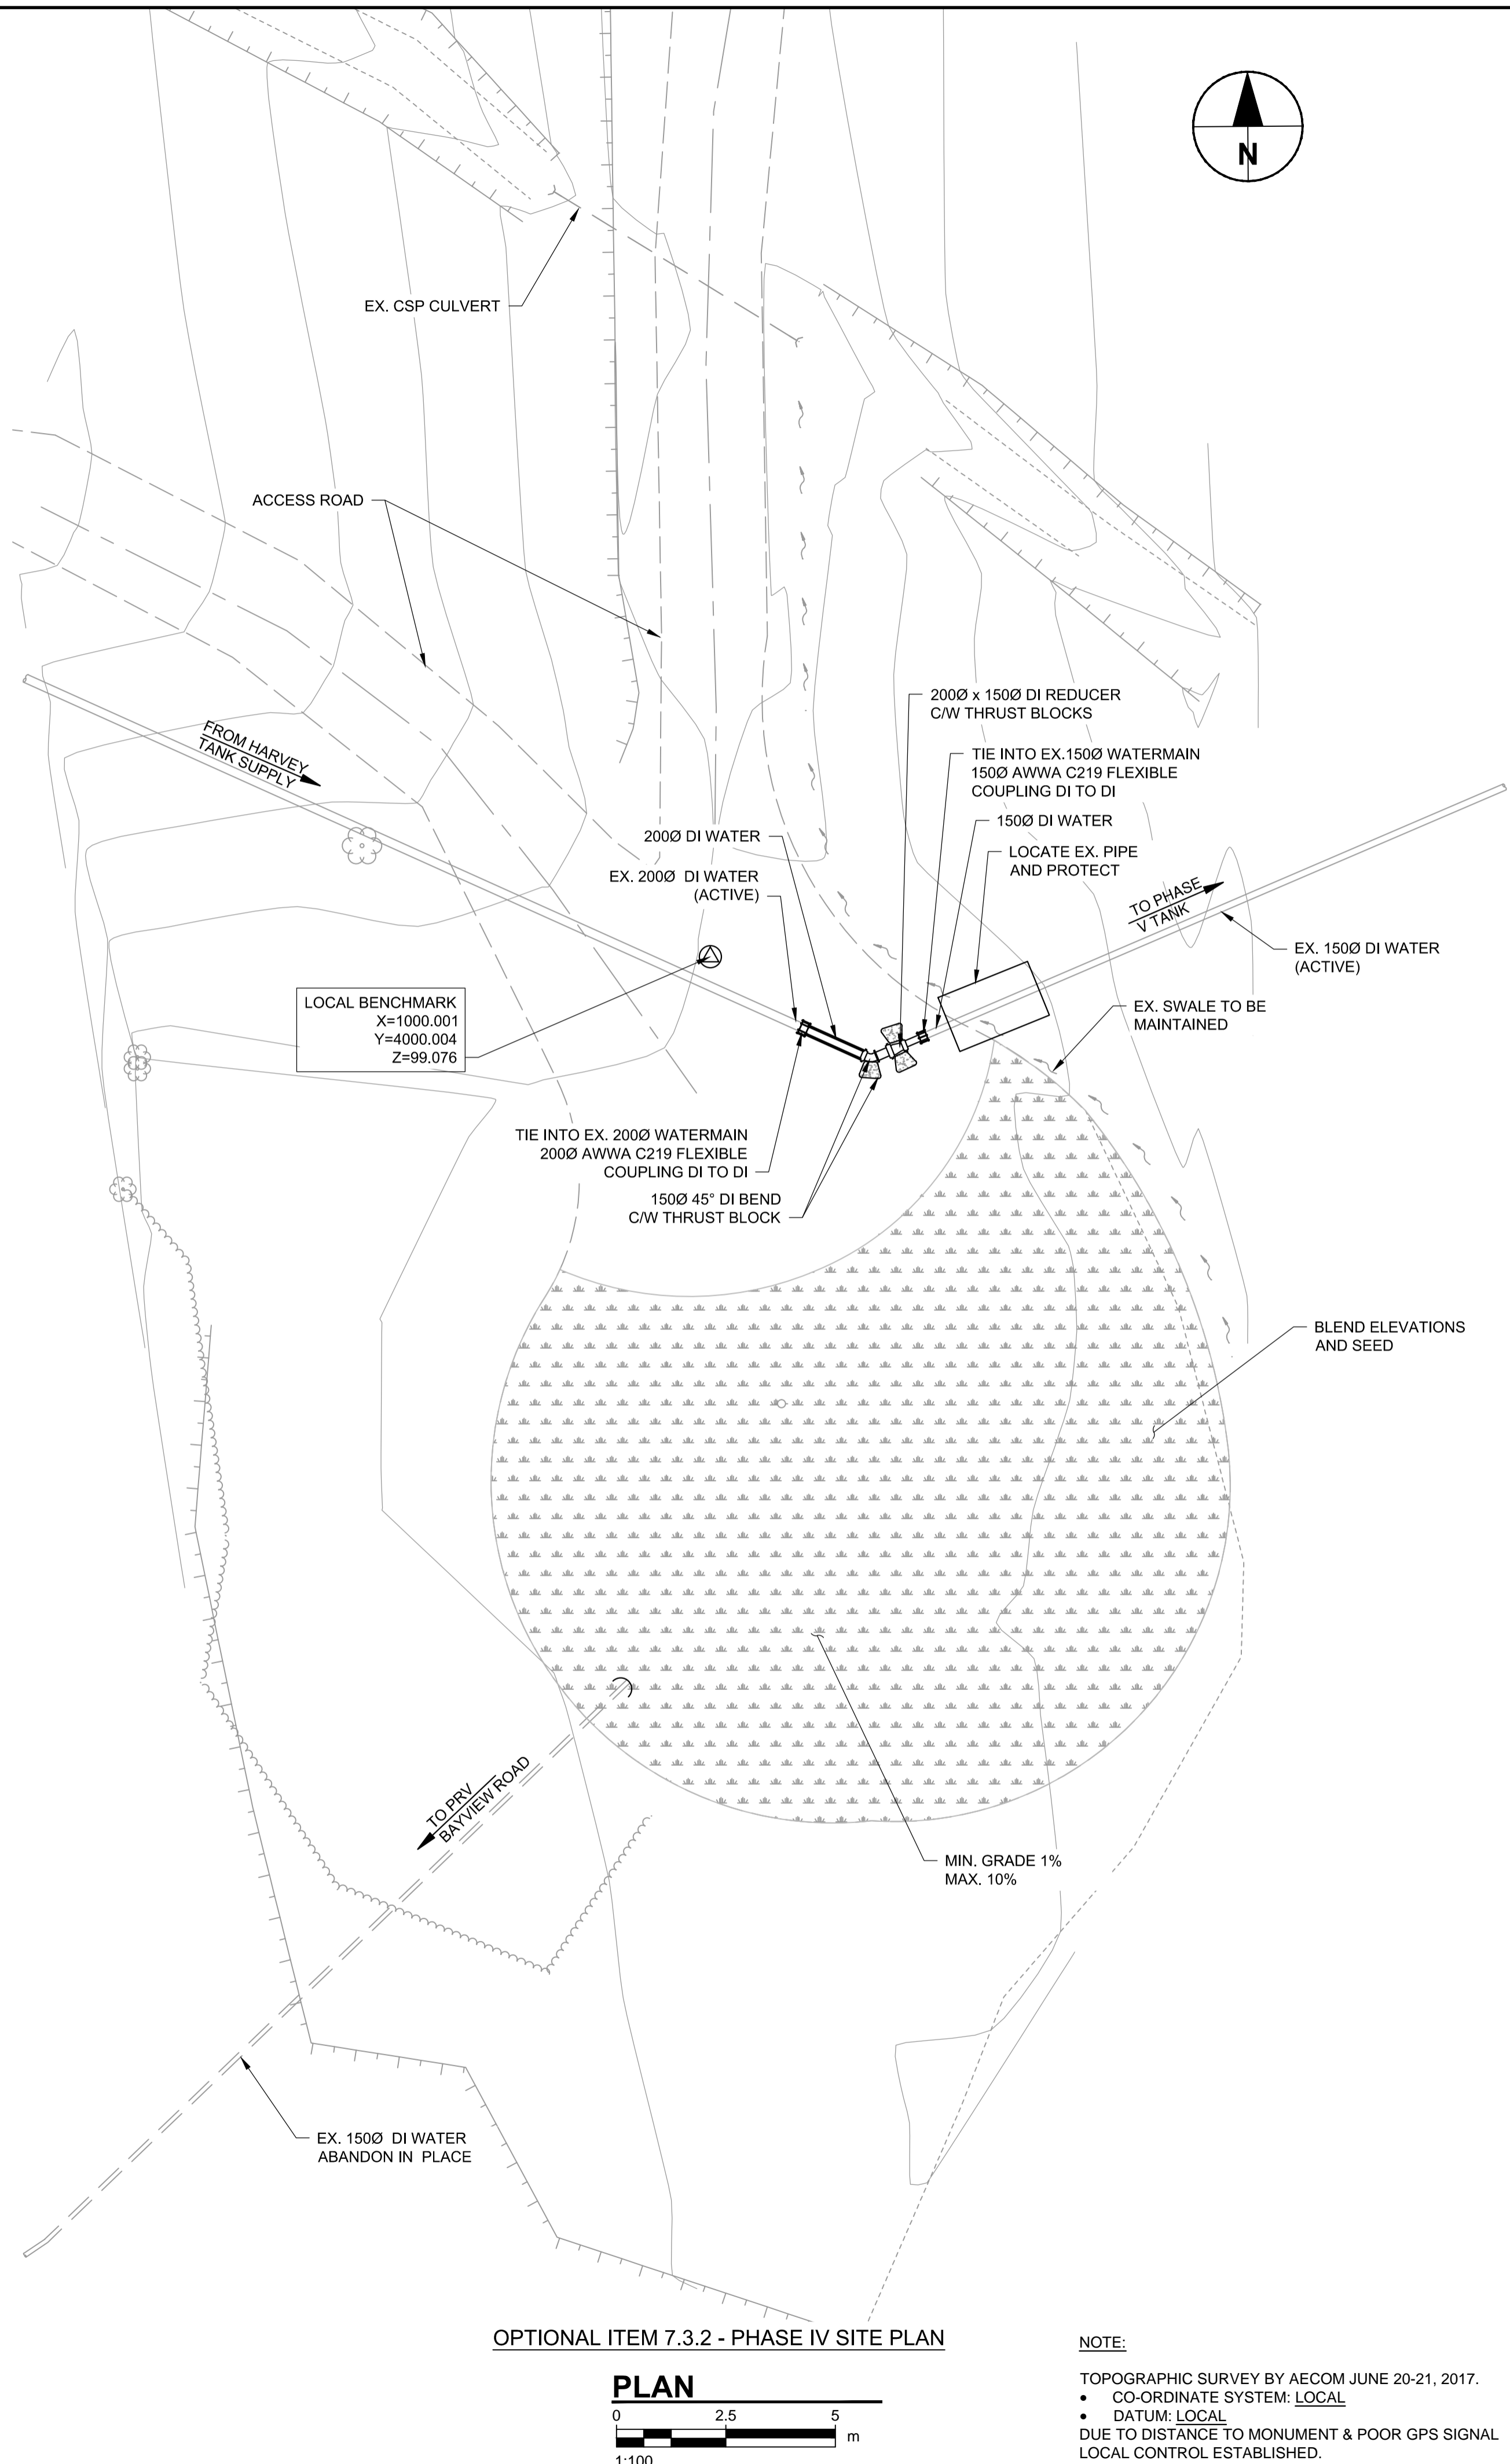 N
EX. CSP CULVERT
ACCESS ROAD
FROM HARVEY
TANK SUPPLY
200Ø x 150Ø DI REDUCER
C/W THRUST BLOCKS
TIE INTO EX.150Ø WATERMAIN
150Ø AWWA C219 FLEXIBLE
COUPLING DI TO DI
150Ø DI WATER
200Ø DI WATER
LOCATE EX. PIPE
AND PROTECT
EX. 200Ø DI WATER
(ACTIVE)
TO PHASE
V TANK
EX. 150Ø DI WATER
(ACTIVE)
LOCAL BENCHMARK
X=1000.001
Y=4000.004
Z=99.076
EX. SWALE TO BE
MAINTAINED
TIE INTO EX. 200Ø WATERMAIN
200Ø AWWA C219 FLEXIBLE
COUPLING DI TO DI
150Ø 45° DI BEND
C/W THRUST BLOCK
BLEND ELEVATIONS
AND SEED
TO PRV
BAYVIEW ROAD
MIN. GRADE 1%
MAX. 10%
EX. 150Ø DI WATER
ABANDON IN PLACE
OPTIONAL ITEM 7.3.2 - PHASE IV SITE PLAN
PLAN
0 2.5 5
m
1:100
NOTE:
TOPOGRAPHIC SURVEY BY AECOM JUNE 20-21, 2017.
• CO-ORDINATE SYSTEM: LOCAL
• DATUM: LOCAL
DUE TO DISTANCE TO MONUMENT & POOR GPS SIGNAL
LOCAL CONTROL ESTABLISHED.